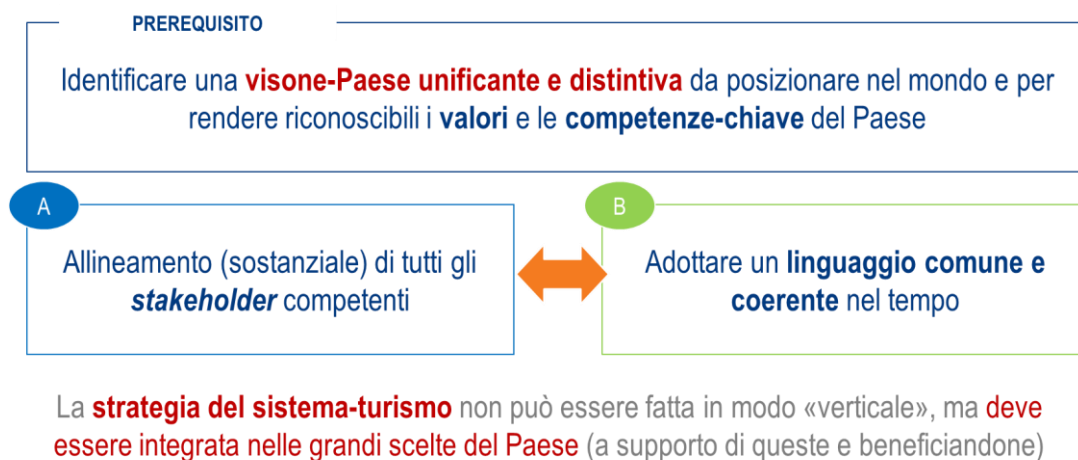 PREREQUISITO
Identificare una visone-Paese unificante e distintiva da posizionare nel mondo e per
rendere riconoscibili i valori e le competenze-chiave del Paese
A
Allineamento (sostanziale) di tutti gli
stakeholder competenti
B
Adottare un linguaggio comune e
coerente nel tempo
La strategia del sistema-turismo non può essere fatta in modo «verticale», ma deve
essere integrata nelle grandi scelte del Paese (a supporto di queste e beneficiandone)